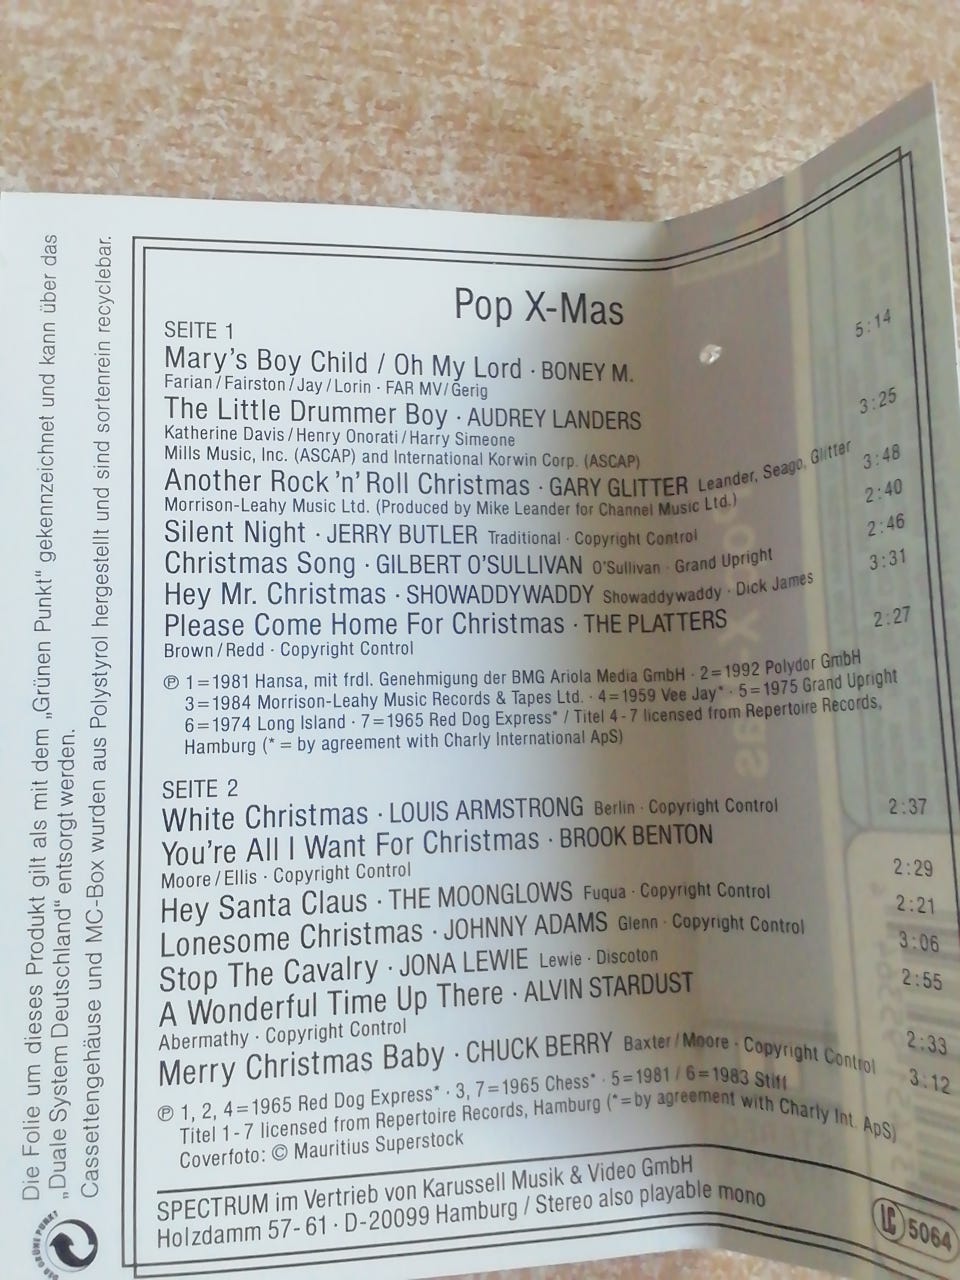 Pop X-Mas
SEITE 1
Mary's Boy Child / Oh My Lord · BONEY M. 5:14
Farian/Fairston/Jay/Lorin · FAR MV/Gerig
The Little Drummer Boy · AUDREY LANDERS 3:25
Katherine Davis/Henry Onorati/Harry Simeone
Mills Music, Inc. (ASCAP) and International Korwin Corp. (ASCAP)
Another Rock 'n' Roll Christmas · GARY GLITTER Leander, Seago, Glitter 3:48
Morrison-Leahy Music Ltd. (Produced by Mike Leander for Channel Music Ltd.)
Silent Night · JERRY BUTLER Traditional · Copyright Control 2:40
Christmas Song · GILBERT O'SULLIVAN O'Sullivan · Grand Upright 2:46
Hey Mr. Christmas · SHOWADDYWADDY Showaddywaddy · Dick James 3:31
Please Come Home For Christmas · THE PLATTERS 2:27
Brown/Redd · Copyright Control
Ⓟ 1=1981 Hansa, mit frdl. Genehmigung der BMG Ariola Media GmbH · 2=1992 Polydor GmbH
3=1984 Morrison-Leahy Music Records & Tapes Ltd. · 4=1959 Vee Jay* · 5=1975 Grand Upright
6=1974 Long Island · 7=1965 Red Dog Express* / Titel 4-7 licensed from Repertoire Records,
Hamburg (* = by agreement with Charly International ApS)
SEITE 2
White Christmas · LOUIS ARMSTRONG Berlin · Copyright Control 2:37
You're All I Want For Christmas · BROOK BENTON 2:29
Moore/Ellis · Copyright Control
Hey Santa Claus · THE MOONGLOWS Fuqua · Copyright Control 2:21
Lonesome Christmas · JOHNNY ADAMS Glenn · Copyright Control 3:06
Stop The Cavalry · JONA LEWIE Lewie · Discoton 2:55
A Wonderful Time Up There · ALVIN STARDUST 2:33
Abermathy · Copyright Control
Merry Christmas Baby · CHUCK BERRY Baxter/Moore · Copyright Control 3:12
Ⓟ 1, 2, 4=1965 Red Dog Express* · 3, 7=1965 Chess* · 5=1981 / 6=1983 Stiff
Titel 1-7 licensed from Repertoire Records, Hamburg (*=by agreement with Charly Int. ApS)
Coverfoto: © Mauritius Superstock
SPECTRUM im Vertrieb von Karussell Musik & Video GmbH
Holzdamm 57-61 · D-20099 Hamburg / Stereo also playable mono
LC 5064
Die Folie um dieses Produkt gilt als mit dem „Grünen Punkt" gekennzeichnet und kann über das
„Duale System Deutschland" entsorgt werden.
Cassettengehäuse und MC-Box wurden aus Polystyrol hergestellt und sind sortenrein recyclebar.
DER GRÜNE PUNKT